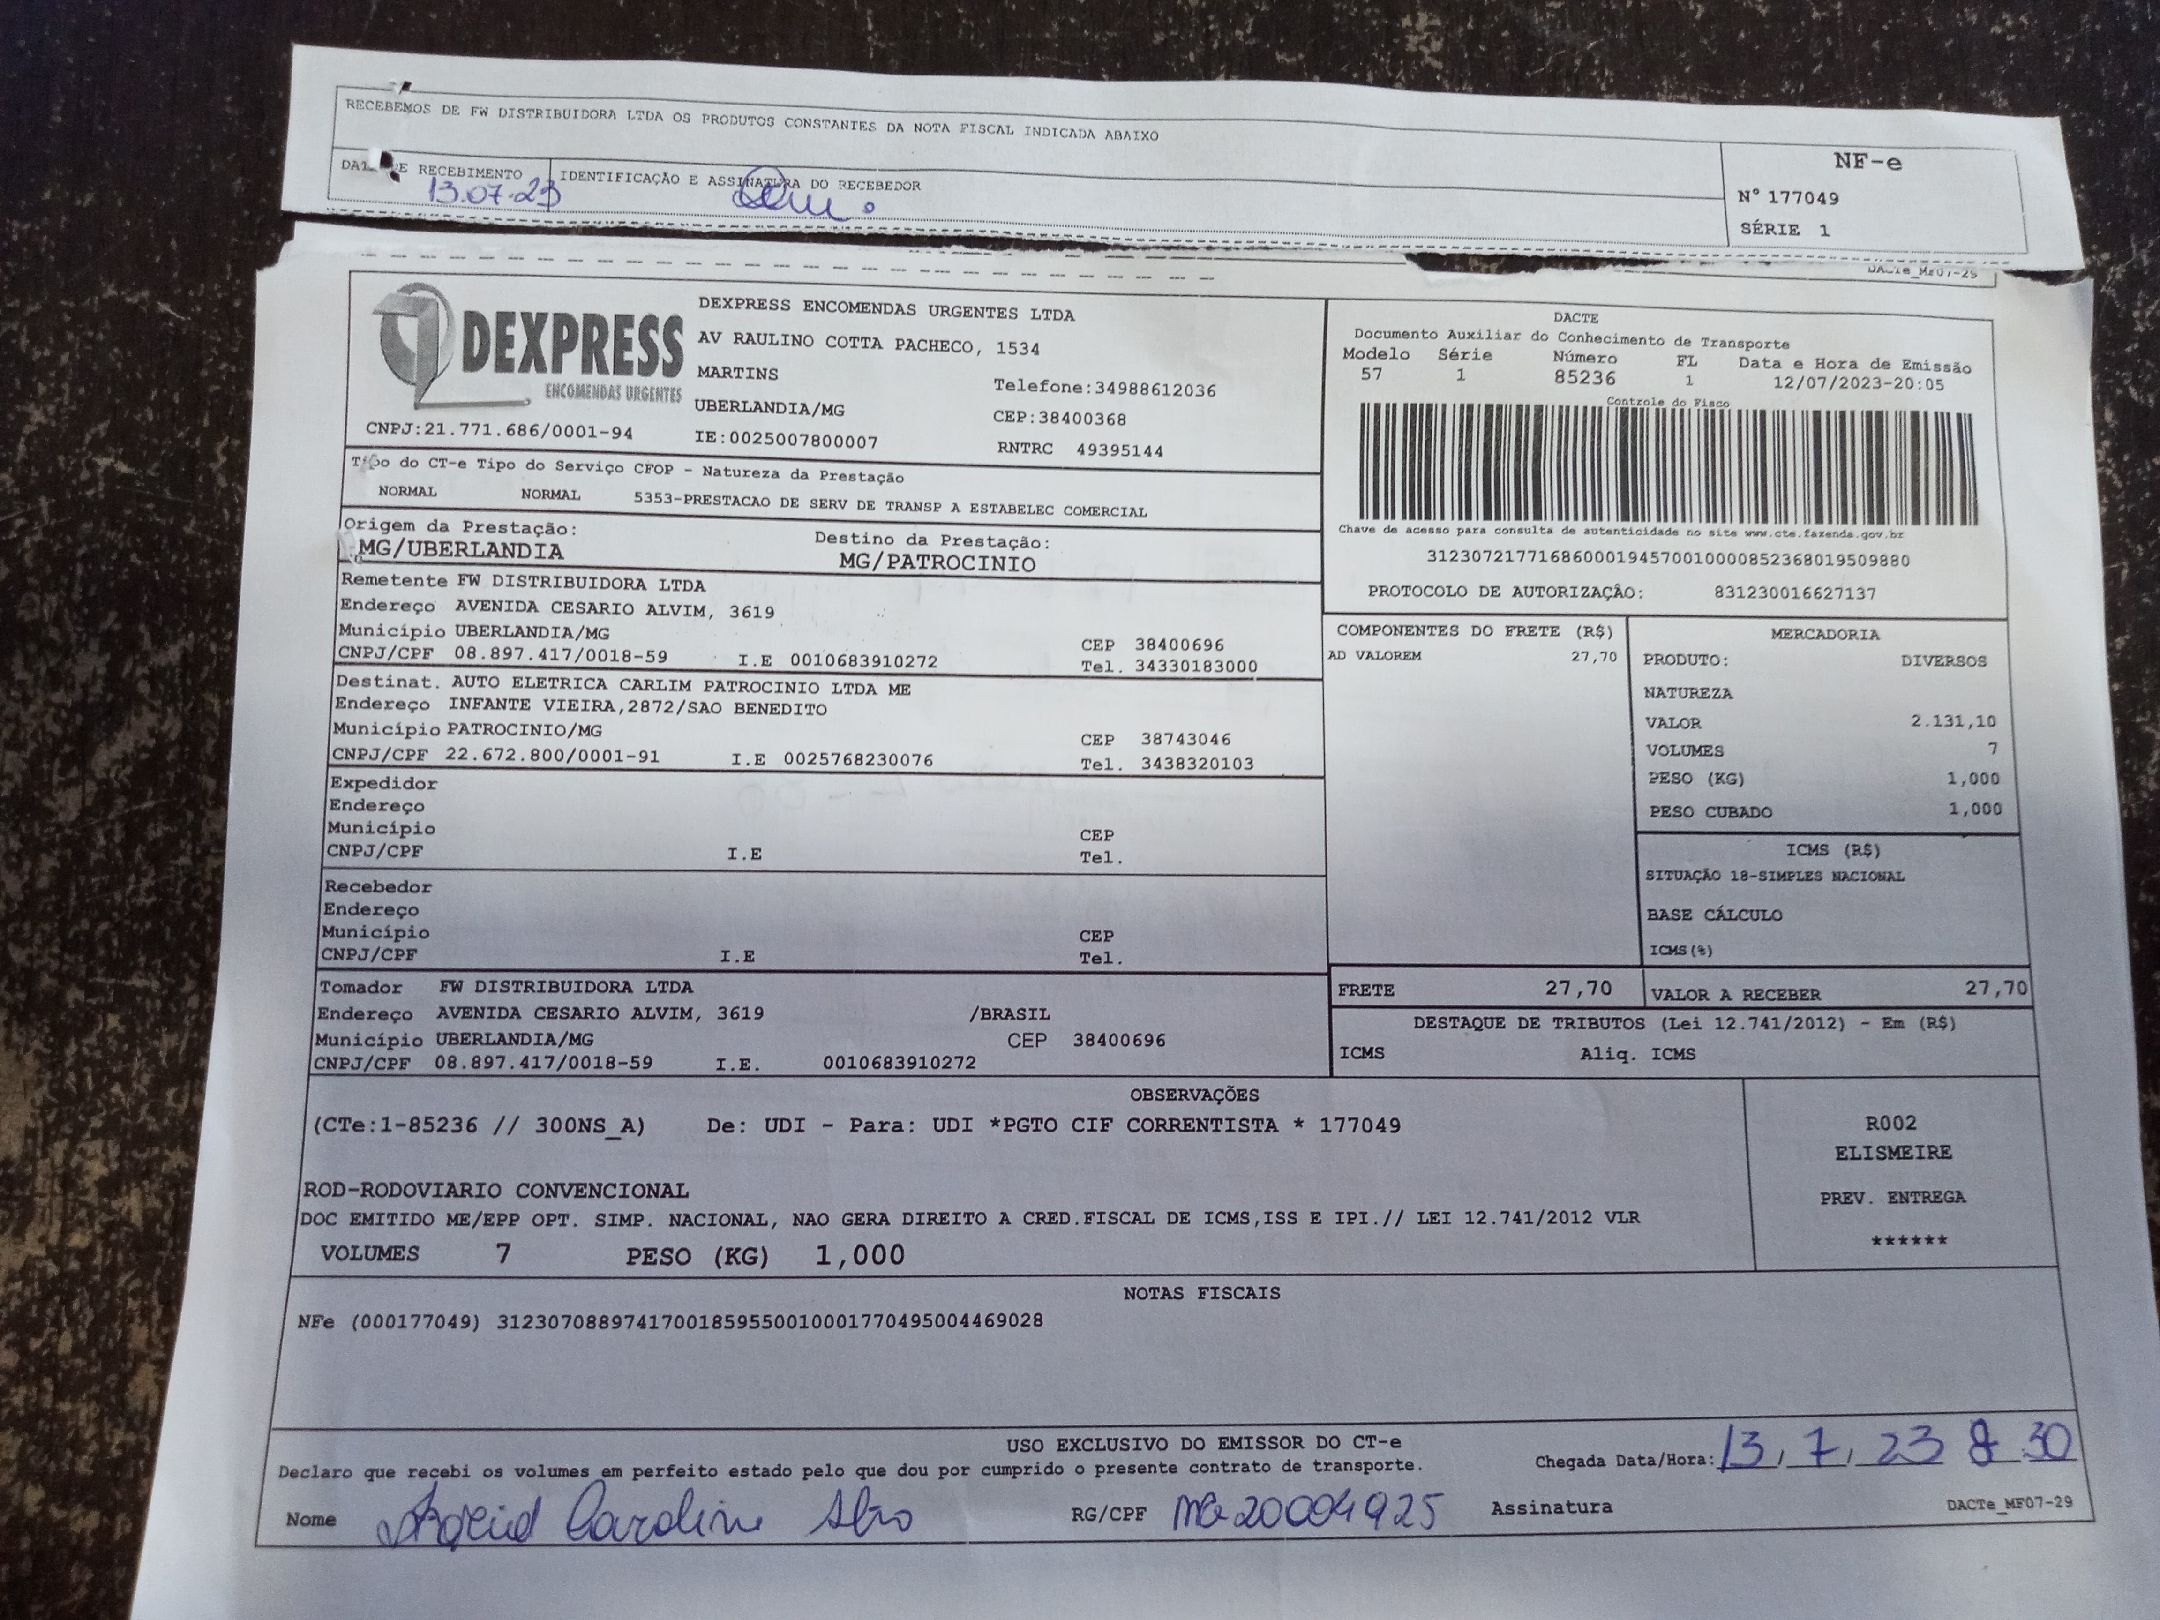 RECEBEMOS DE FW DISTRIBUIDORA LTDA OS PRODUTOS CONSTANTES DA NOTA FISCAL INDICADA ABAIXO
RECEBIMENTO IDENTIFICAÇÃO E ASSINATURA DO RECEBEDOR
13.07.23
NF-e
N° 177049
SÉRIE 1
DACTe_MF07-29
DEXPRESS
ENCOMENDAS URGENTES
CNPJ:21.771.686/0001-94
DEXPRESS ENCOMENDAS URGENTES LTDA
AV RAULINO COTTA PACHECO, 1534
MARTINS
Telefone:34988612036
UBERLANDIA/MG CEP:38400368
IE:0025007800007 RNTRC 49395144
DACTE
Documento Auxiliar do Conhecimento de Transporte
Modelo Série Número FL Data e Hora de Emissão
57 1 85236 1 12/07/2023-20:05
Controle do Fisco
Chave de acesso para consulta de autenticidade no site www.cte.fazenda.gov.br
31230721771686000194570010000852368019509880
PROTOCOLO DE AUTORIZAÇÃO: 831230016627137
Tipo do CT-e Tipo do Serviço CFOP - Natureza da Prestação
NORMAL NORMAL 5353-PRESTACAO DE SERV DE TRANSP A ESTABELEC COMERCIAL
Origem da Prestação: Destino da Prestação:
MG/UBERLANDIA MG/PATROCINIO
Remetente FW DISTRIBUIDORA LTDA
Endereço AVENIDA CESARIO ALVIM, 3619
Município UBERLANDIA/MG CEP 38400696
CNPJ/CPF 08.897.417/0018-59 I.E 0010683910272 Tel. 34330183000
Destinat. AUTO ELETRICA CARLIM PATROCINIO LTDA ME
Endereço INFANTE VIEIRA,2872/SAO BENEDITO
Município PATROCINIO/MG CEP 38743046
CNPJ/CPF 22.672.800/0001-91 I.E 0025768230076 Tel. 3438320103
Expedidor
Endereço
Município CEP
CNPJ/CPF I.E Tel.
Recebedor
Endereço
Município CEP
CNPJ/CPF I.E Tel.
Tomador FW DISTRIBUIDORA LTDA
Endereço AVENIDA CESARIO ALVIM, 3619 /BRASIL
Município UBERLANDIA/MG CEP 38400696
CNPJ/CPF 08.897.417/0018-59 I.E. 0010683910272
COMPONENTES DO FRETE (R$)
AD VALOREM 27,70
MERCADORIA
PRODUTO: DIVERSOS
NATUREZA
VALOR 2.131,10
VOLUMES 7
PESO (KG) 1,000
PESO CUBADO 1,000
ICMS (R$)
SITUAÇÃO 18-SIMPLES NACIONAL
BASE CÁLCULO
ICMS(%)
FRETE 27,70 VALOR A RECEBER 27,70
DESTAQUE DE TRIBUTOS (Lei 12.741/2012) - Em (R$)
ICMS Aliq. ICMS
OBSERVAÇÕES
(CTe:1-85236 // 300NS_A) De: UDI - Para: UDI *PGTO CIF CORRENTISTA * 177049
ROD-RODOVIARIO CONVENCIONAL
DOC EMITIDO ME/EPP OPT. SIMP. NACIONAL, NAO GERA DIREITO A CRED.FISCAL DE ICMS,ISS E IPI.// LEI 12.741/2012 VLR
VOLUMES 7 PESO (KG) 1,000
R002
ELISMEIRE
PREV. ENTREGA
******
NOTAS FISCAIS
NFe (000177049) 31230708897417001859550010001770495004469028
USO EXCLUSIVO DO EMISSOR DO CT-e
Declaro que recebi os volumes em perfeito estado pelo que dou por cumprido o presente contrato de transporte.
Chegada Data/Hora: 13/7/23 8 30
Nome Caroline RG/CPF MG20004925 Assinatura
DACTe_MF07-29